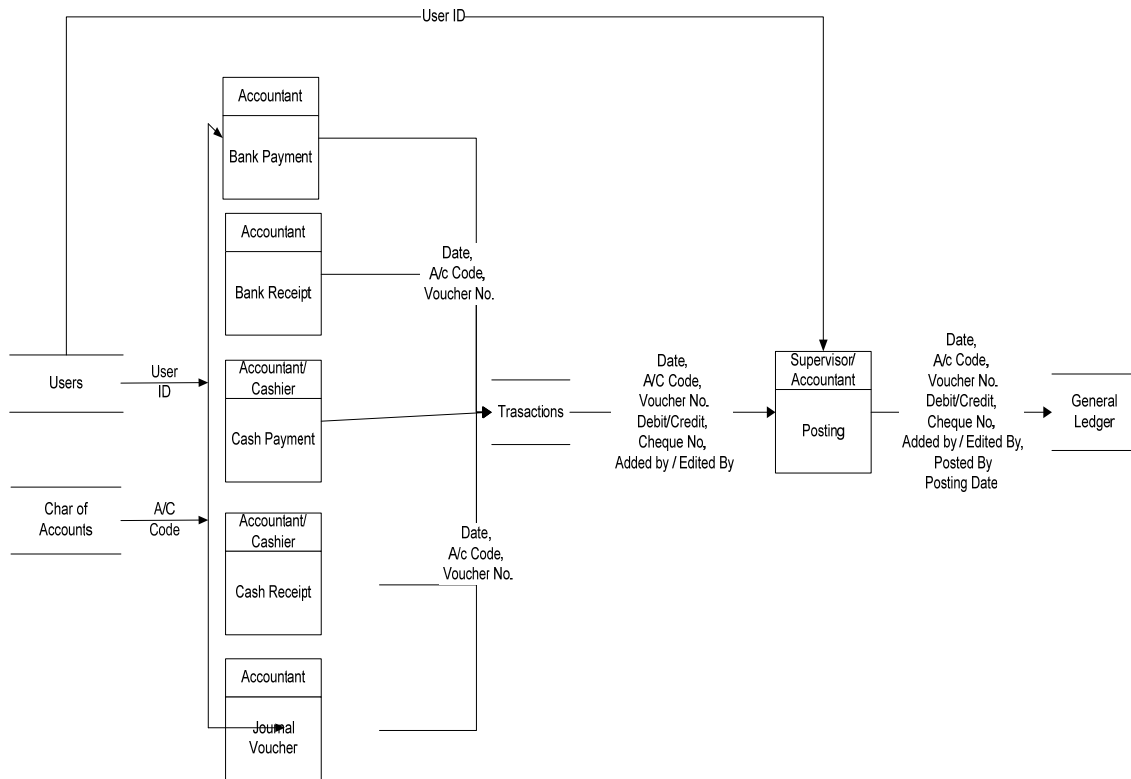 User ID
Accountant
Bank Payment
Accountant
Bank Receipt
Date,
A/c Code,
Voucher No.
Users
User
ID
Accountant/
Cashier
Cash Payment
Trasactions
Date,
A/C Code,
Voucher No.
Debit/Credit,
Cheque No,
Added by / Edited By
Supervisor/
Accountant
Posting
Date,
A/c Code,
Voucher No.
Debit/Credit,
Cheque No,
Added by / Edited By,
Posted By
Posting Date
General
Ledger
Char of
Accounts
A/C
Code
Accountant/
Cashier
Cash Receipt
Date,
A/c Code,
Voucher No.
Accountant
Journal
Voucher